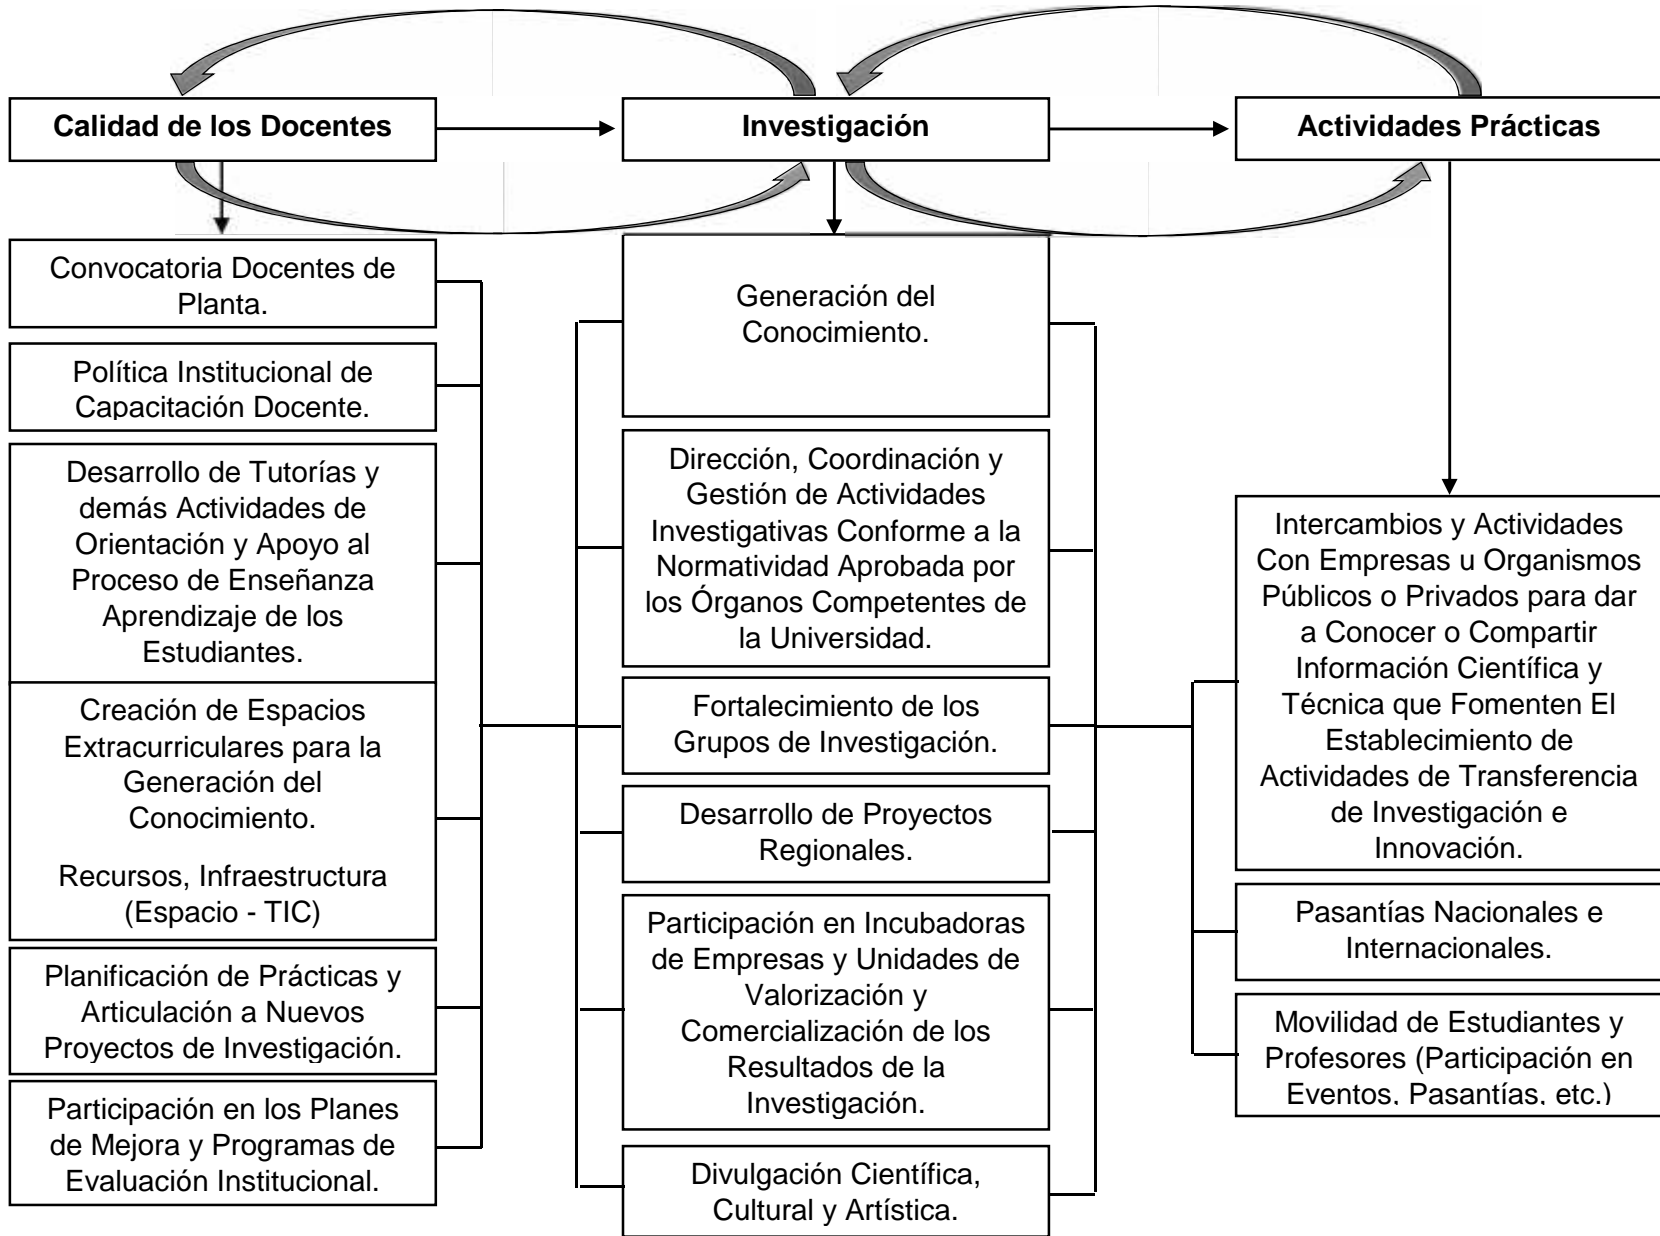 Calidad de los Docentes
Investigación
Actividades Prácticas
Convocatoria Docentes de
Planta.
Política Institucional de
Capacitación Docente.
Desarrollo de Tutorías y
demás Actividades de
Orientación y Apoyo al
Proceso de Enseñanza
Aprendizaje de los
Estudiantes.
Creación de Espacios
Extracurriculares para la
Generación del
Conocimiento.
Recursos, Infraestructura
(Espacio - TIC)
Planificación de Prácticas y
Articulación a Nuevos
Proyectos de Investigación.
Participación en los Planes
de Mejora y Programas de
Evaluación Institucional.
Generación del
Conocimiento.
Dirección, Coordinación y
Gestión de Actividades
Investigativas Conforme a la
Normatividad Aprobada por
los Órganos Competentes de
la Universidad.
Fortalecimiento de los
Grupos de Investigación.
Desarrollo de Proyectos
Regionales.
Participación en Incubadoras
de Empresas y Unidades de
Valorización y
Comercialización de los
Resultados de la
Investigación.
Divulgación Científica,
Cultural y Artística.
Intercambios y Actividades
Con Empresas u Organismos
Públicos o Privados para dar
a Conocer o Compartir
Información Científica y
Técnica que Fomenten El
Establecimiento de
Actividades de Transferencia
de Investigación e
Innovación.
Pasantías Nacionales e
Internacionales.
Movilidad de Estudiantes y
Profesores (Participación en
Eventos, Pasantías, etc.)